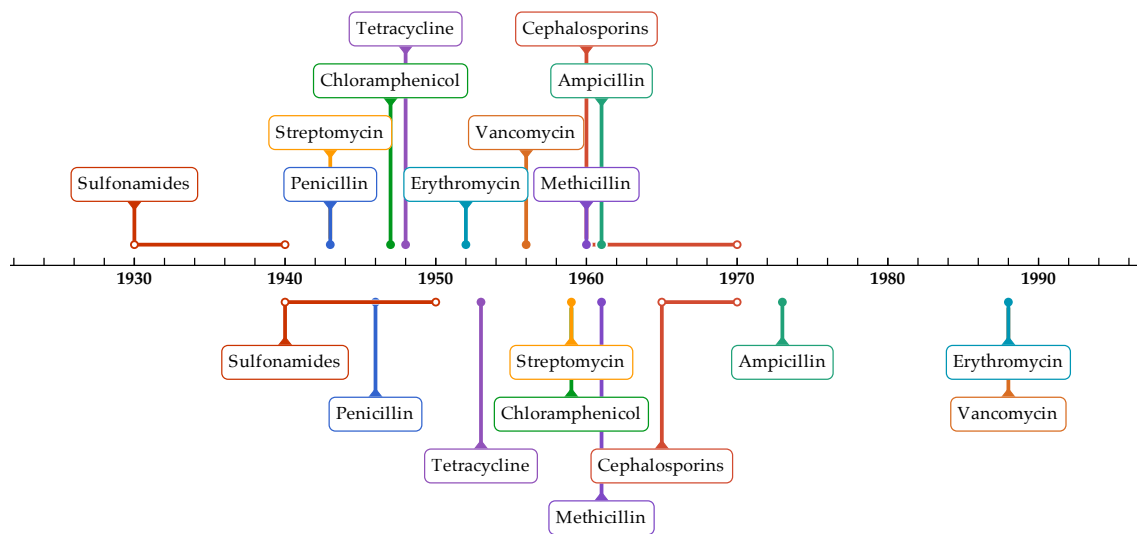 Tetracycline
Cephalosporins
Chloramphenicol
Ampicillin
Streptomycin
Vancomycin
Sulfonamides
Penicillin
Erythromycin
Methicillin
1930
1940
1950
1960
1970
1980
1990
Sulfonamides
Streptomycin
Ampicillin
Erythromycin
Penicillin
Chloramphenicol
Vancomycin
Tetracycline
Cephalosporins
Methicillin